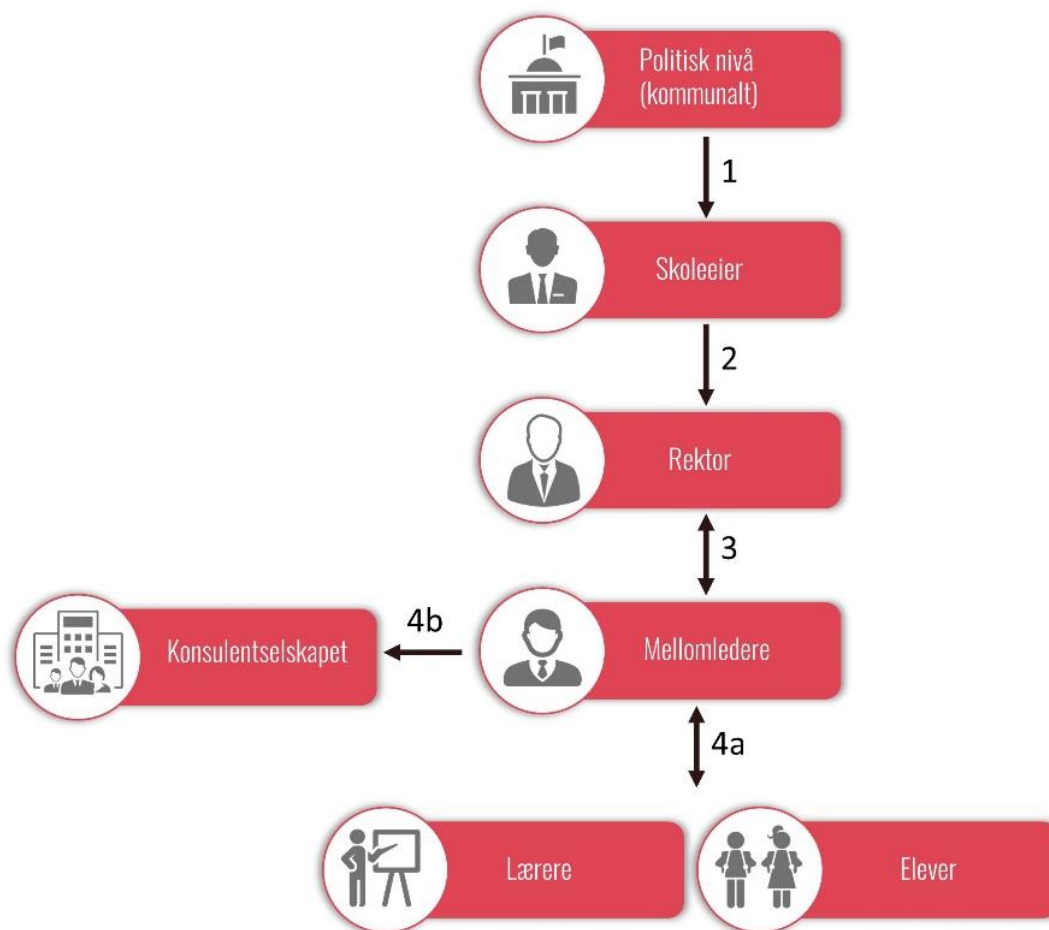 Politisk nivå
(kommunalt)
1
Skoleeier
2
Rektor
3
Konsulentselskapet
4b
Mellomledere
4a
Lærere
Elever